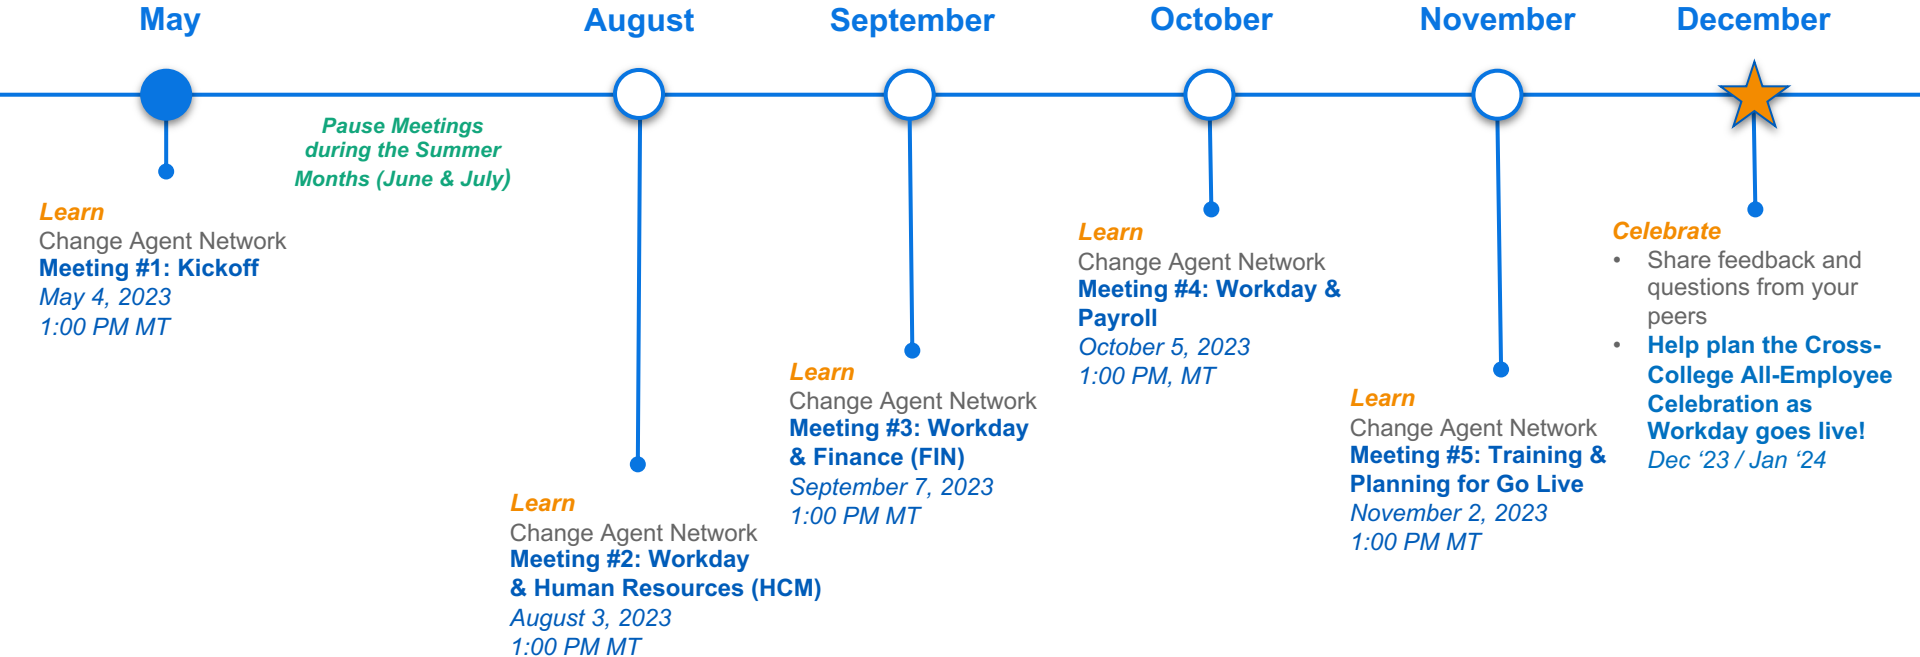 May
August
September
October
November
December
Pause Meetings
during the Summer
Months (June & July)
Learn
Change Agent Network
Meeting #1: Kickoff
May 4, 2023
1:00 PM MT
Learn
Change Agent Network
Meeting #2: Workday
& Human Resources (HCM)
August 3, 2023
1:00 PM MT
Learn
Change Agent Network
Meeting #3: Workday
& Finance (FIN)
September 7, 2023
1:00 PM MT
Learn
Change Agent Network
Meeting #4: Workday &
Payroll
October 5, 2023
1:00 PM, MT
Learn
Change Agent Network
Meeting #5: Training &
Planning for Go Live
November 2, 2023
1:00 PM MT
Celebrate
• Share feedback and
questions from your
peers
• Help plan the Cross-
College All-Employee
Celebration as
Workday goes live!
Dec ‘23 / Jan ‘24